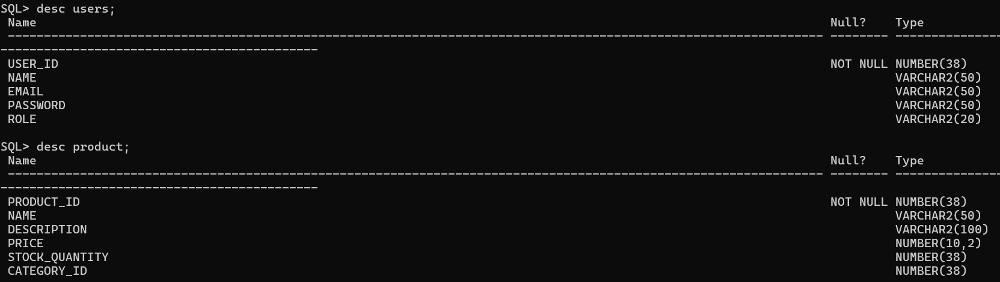 SQL> desc users;
Name Null? Type
----------------------------------------------------------------------------------------------------------------- -------- ---------------
--------------------------------------------
USER_ID NOT NULL NUMBER(38)
NAME VARCHAR2(50)
EMAIL VARCHAR2(50)
PASSWORD VARCHAR2(50)
ROLE VARCHAR2(20)
SQL> desc product;
Name Null? Type
----------------------------------------------------------------------------------------------------------------- -------- ---------------
--------------------------------------------
PRODUCT_ID NOT NULL NUMBER(38)
NAME VARCHAR2(50)
DESCRIPTION VARCHAR2(100)
PRICE NUMBER(10,2)
STOCK_QUANTITY NUMBER(38)
CATEGORY_ID NUMBER(38)